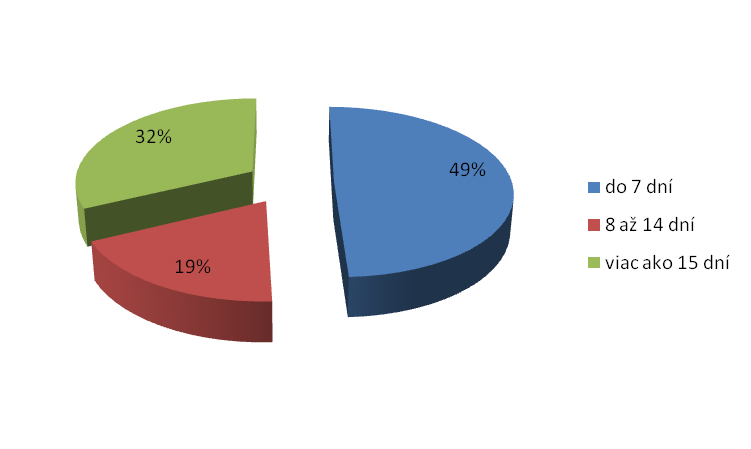 32%
49%
19%
do 7 dní
8 až 14 dní
viac ako 15 dní